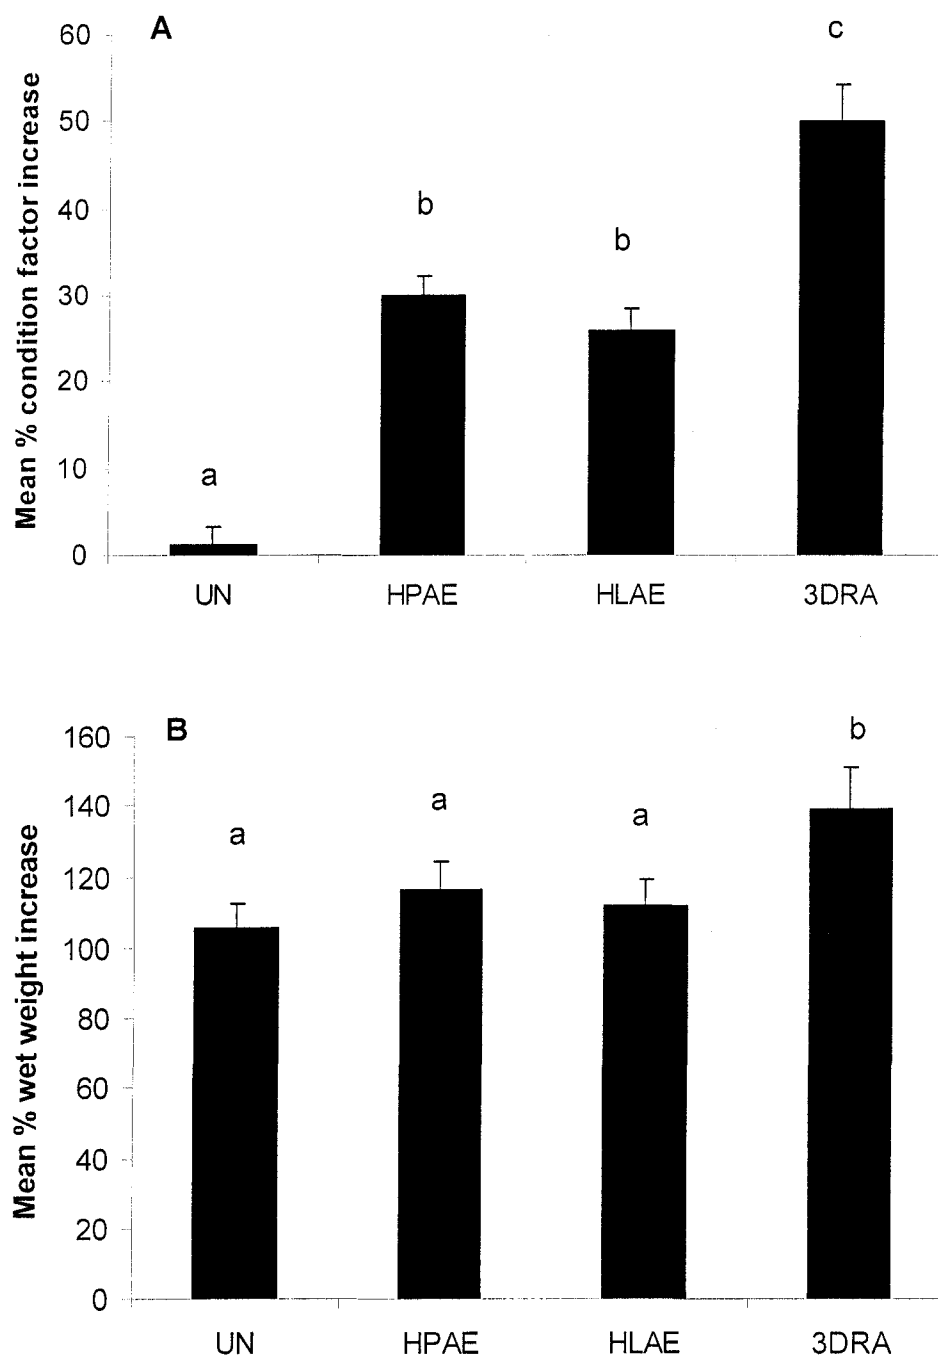 A
Mean % condition factor increase
60
50
40
30
20
10
0
a
b
b
c
UN HPAE HLAE 3DRA
B
Mean % wet weight increase
160
140
120
100
80
60
40
20
0
a
a
a
b
UN HPAE HLAE 3DRA